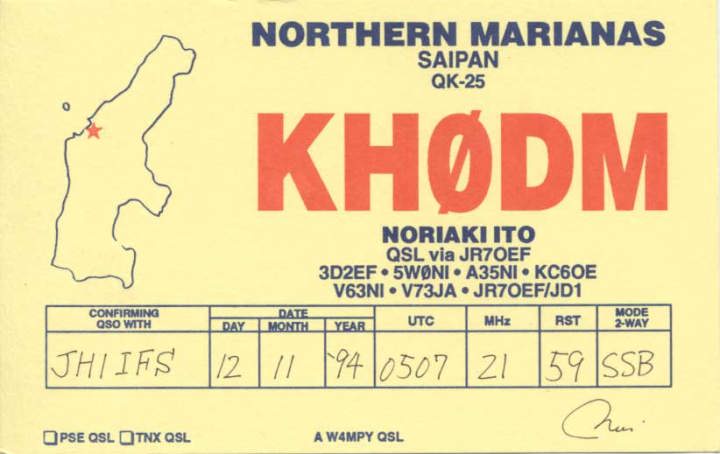 NORTHERN MARIANAS
SAIPAN
QK-25
KHØDM
NORIAKI ITO
QSL via JR7OEF
3D2EF • 5WØNI • A35NI • KC6OE
V63NI • V73JA • JR7OEF/JD1
CONFIRMING QSO WITH DATE DAY MONTH YEAR UTC MHz RST MODE 2-WAY
JH1IFS 12 11 '94 0507 21 59 SSB
PSE QSL TNX QSL A W4MPY QSL